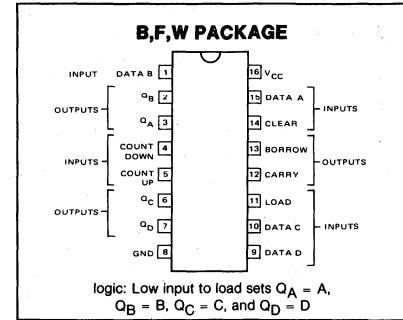 B,F,W PACKAGE
INPUT DATA B 1 16 VCC
QB 2 15 DATA A
OUTPUTS INPUTS
QA 3 14 CLEAR
COUNT DOWN 4 13 BORROW
INPUTS OUTPUTS
COUNT UP 5 12 CARRY
QC 6 11 LOAD
OUTPUTS
QD 7 10 DATA C INPUTS
GND 8 9 DATA D
logic: Low input to load sets QA = A,
QB = B, QC = C, and QD = D